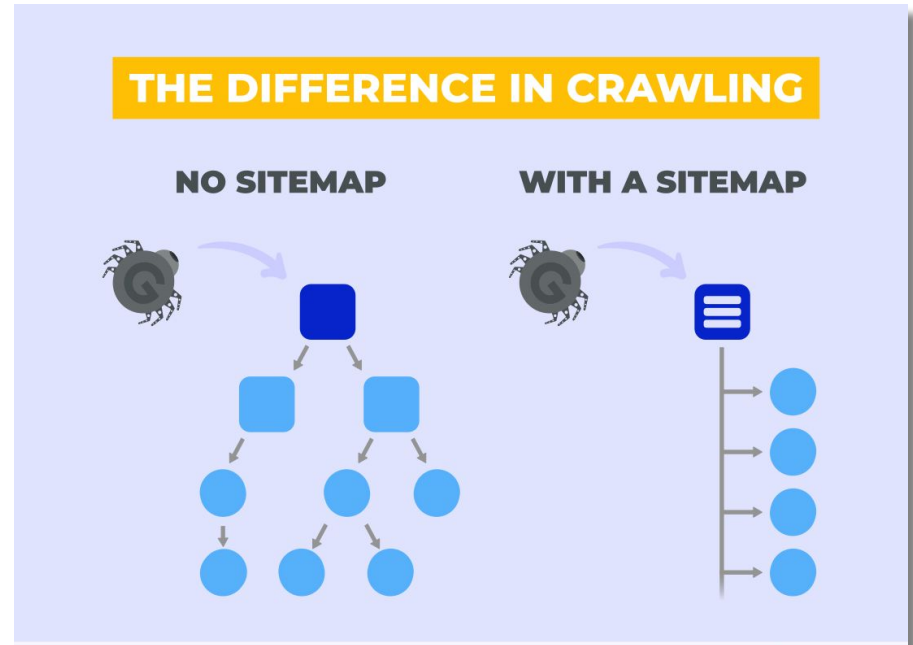 THE DIFFERENCE IN CRAWLING
NO SITEMAP
WITH A SITEMAP
G
G